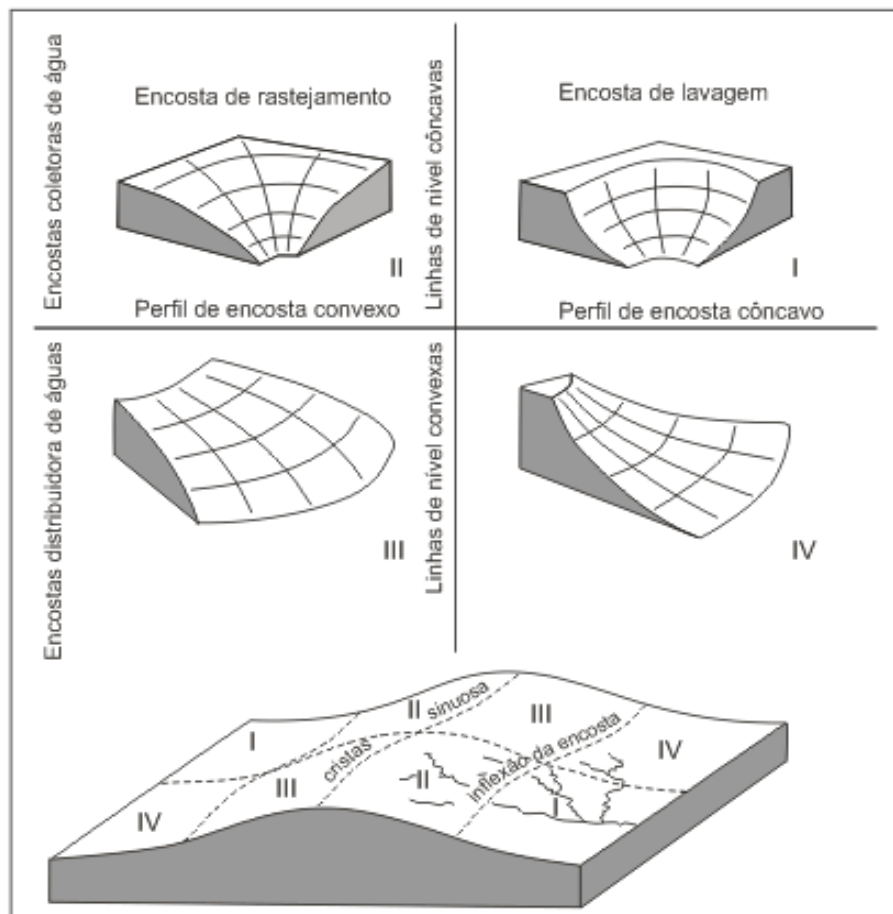 Encostas coletoras de água
Encosta de rastejamento
II
Perfil de encosta convexo
Linhas de nível côncavas
Encosta de lavagem
I
Perfil de encosta côncavo
Encostas distribuidora de águas
III
Linhas de nível convexas
IV
I
II
sinuosa
III
IV
cristas
III
II
inflexão da encosta
I
IV